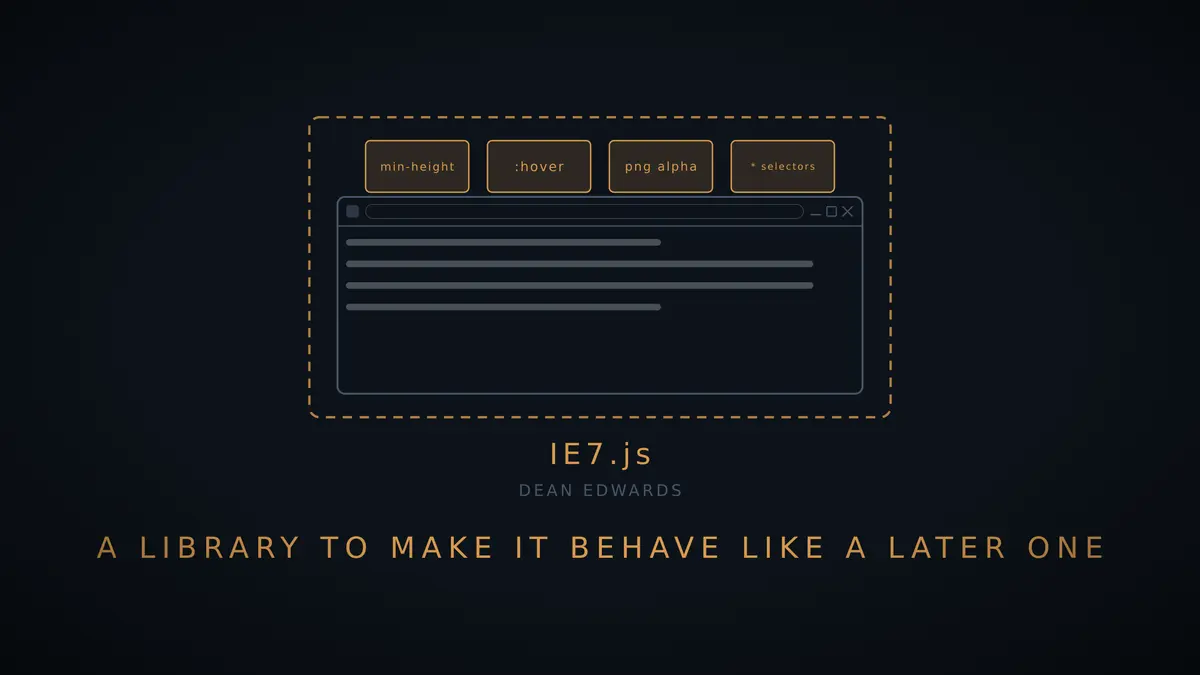 min-height :hover png alpha * selectors
IE7.js
DEAN EDWARDS
A LIBRARY TO MAKE IT BEHAVE LIKE A LATER ONE